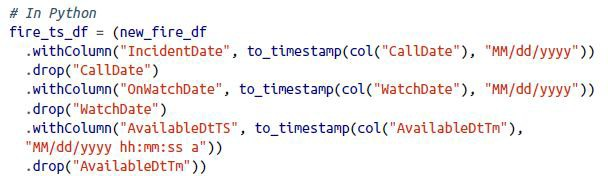 # In Python
fire_ts_df = (new_fire_df
  .withColumn("IncidentDate", to_timestamp(col("CallDate"), "MM/dd/yyyy"))
  .drop("CallDate")
  .withColumn("OnWatchDate", to_timestamp(col("WatchDate"), "MM/dd/yyyy"))
  .drop("WatchDate")
  .withColumn("AvailableDtTS", to_timestamp(col("AvailableDtTm"),
  "MM/dd/yyyy hh:mm:ss a"))
  .drop("AvailableDtTm"))